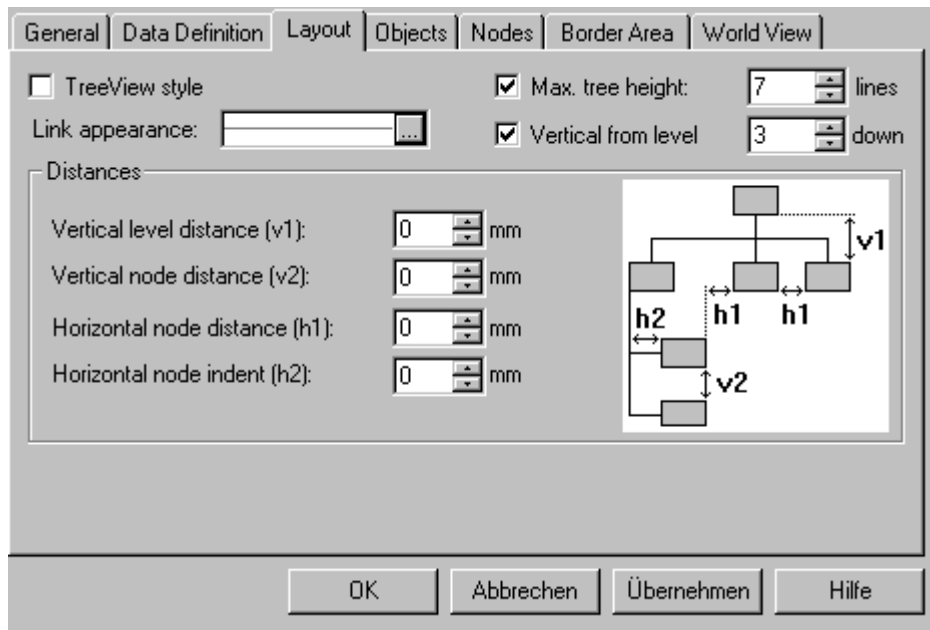 General Data Definition Layout Objects Nodes Border Area World View
TreeView style
Max. tree height: 7 lines
Link appearance: ...
Vertical from level 3 down
Distances
Vertical level distance (v1): 0 mm
Vertical node distance (v2): 0 mm
Horizontal node distance (h1): 0 mm
Horizontal node indent (h2): 0 mm
v1
h2 h1 h1
v2
OK Abbrechen Übernehmen Hilfe